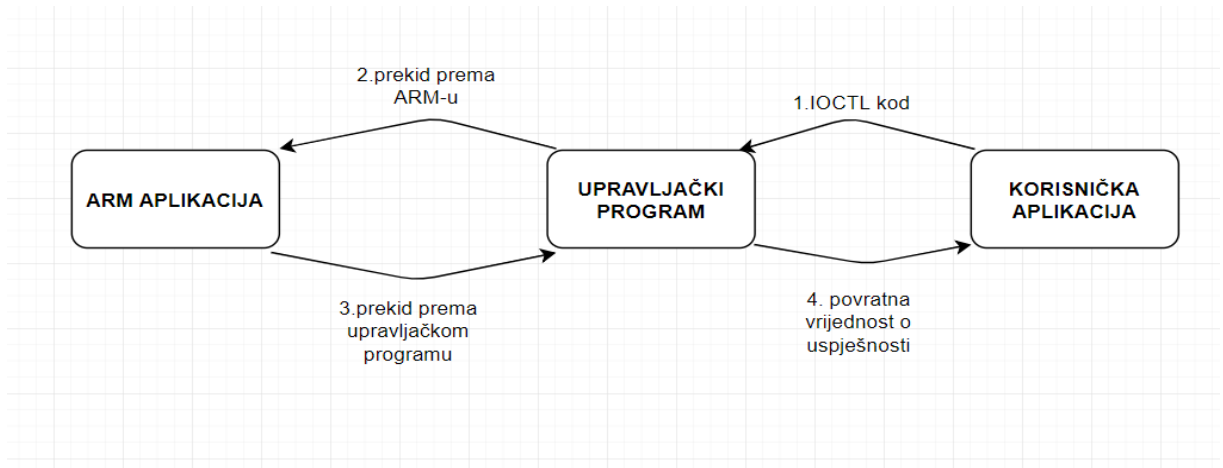 2.prekid prema
ARM-u
1.IOCTL kod
ARM APLIKACIJA
UPRAVLJAČKI
PROGRAM
KORISNIČKA
APLIKACIJA
3.prekid prema
upravljačkom
programu
4. povratna
vrijednost o
uspješnosti